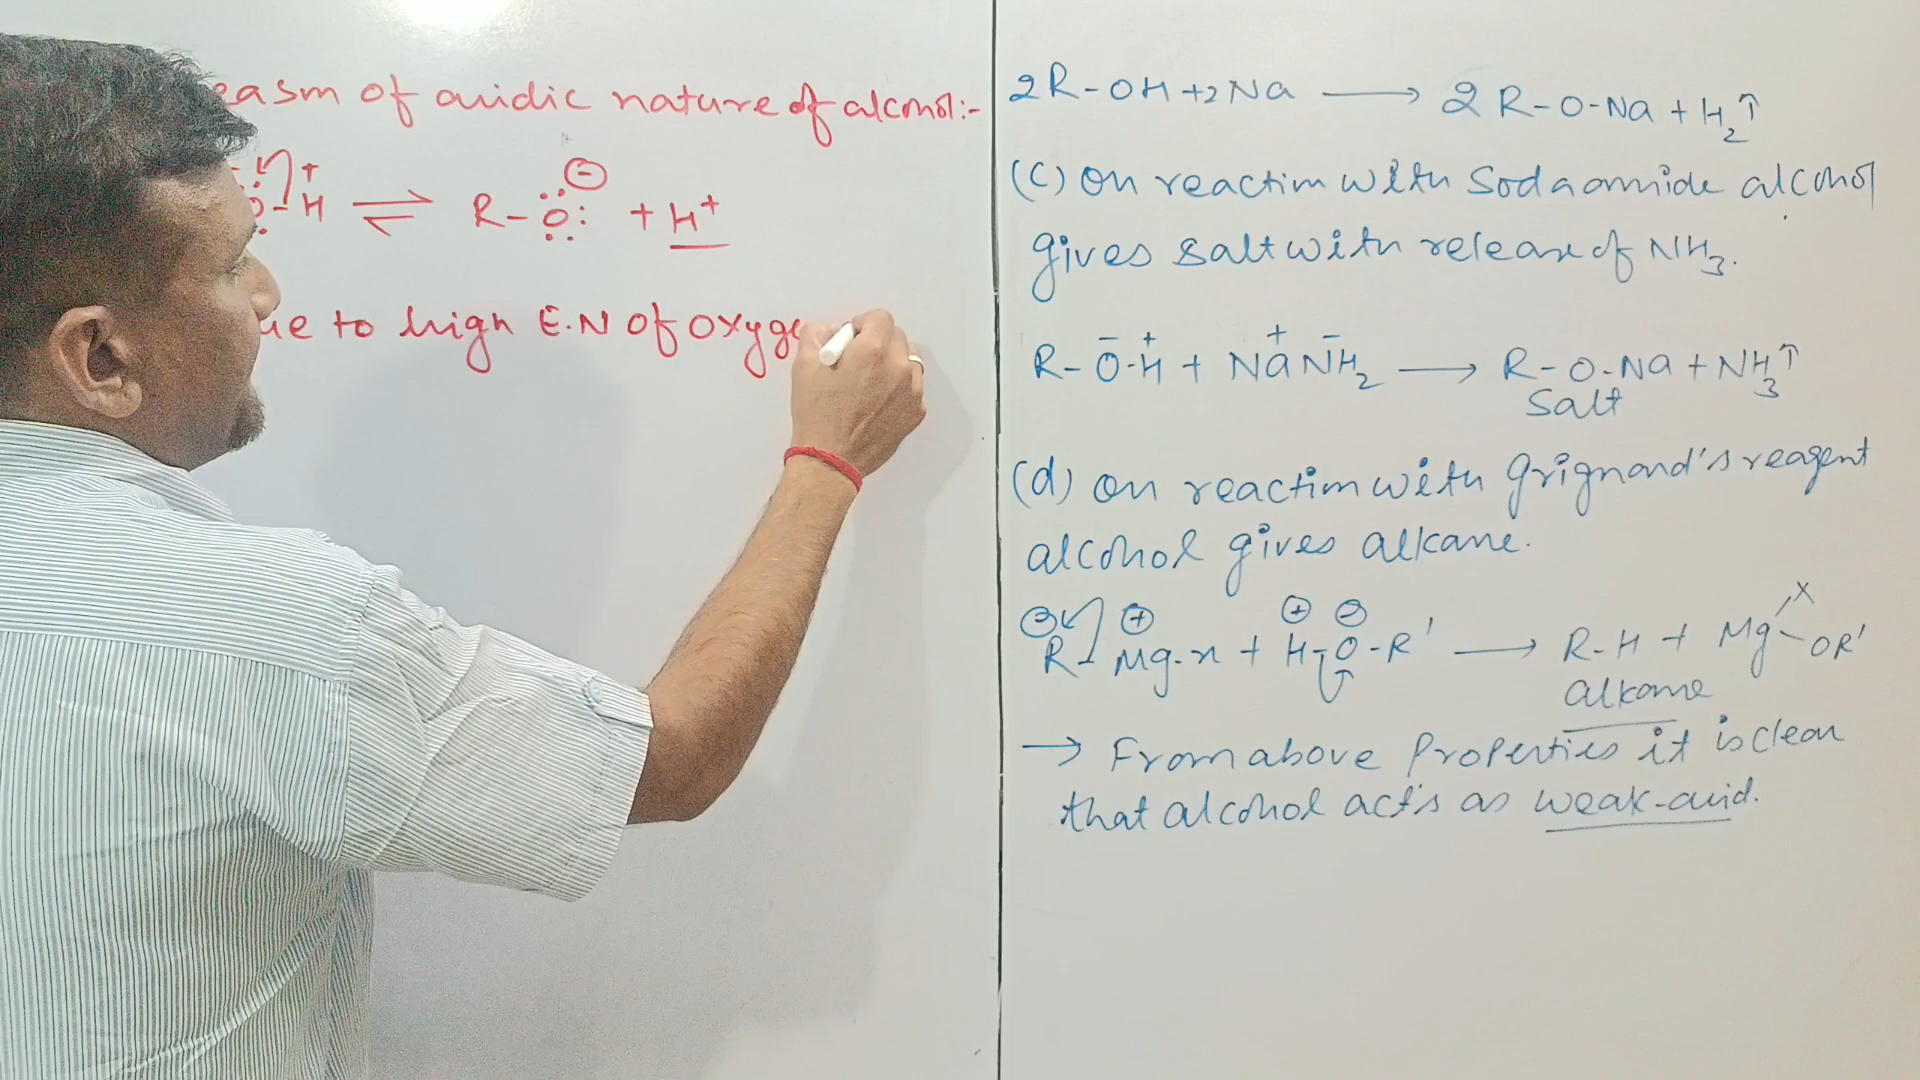 easm of acidic nature of alcohol:-
O-H ⇌ R-O: + H+
ue to high E.N of oxyge
2R-OH+2Na → 2R-O-Na+H2↑
(c) on reaction with Sodaamide alcohol
gives salt with release of NH3.
R-O-H + NaNH2 → R-O-Na+NH3↑
Salt
(d) on reaction with Grignard's reagent
alcohol gives alkane.
R-Mg-x + H-O-R' → R-H + Mg X OR'
alkane
→ From above Properties it is clear
that alcohol acts as weak-acid.